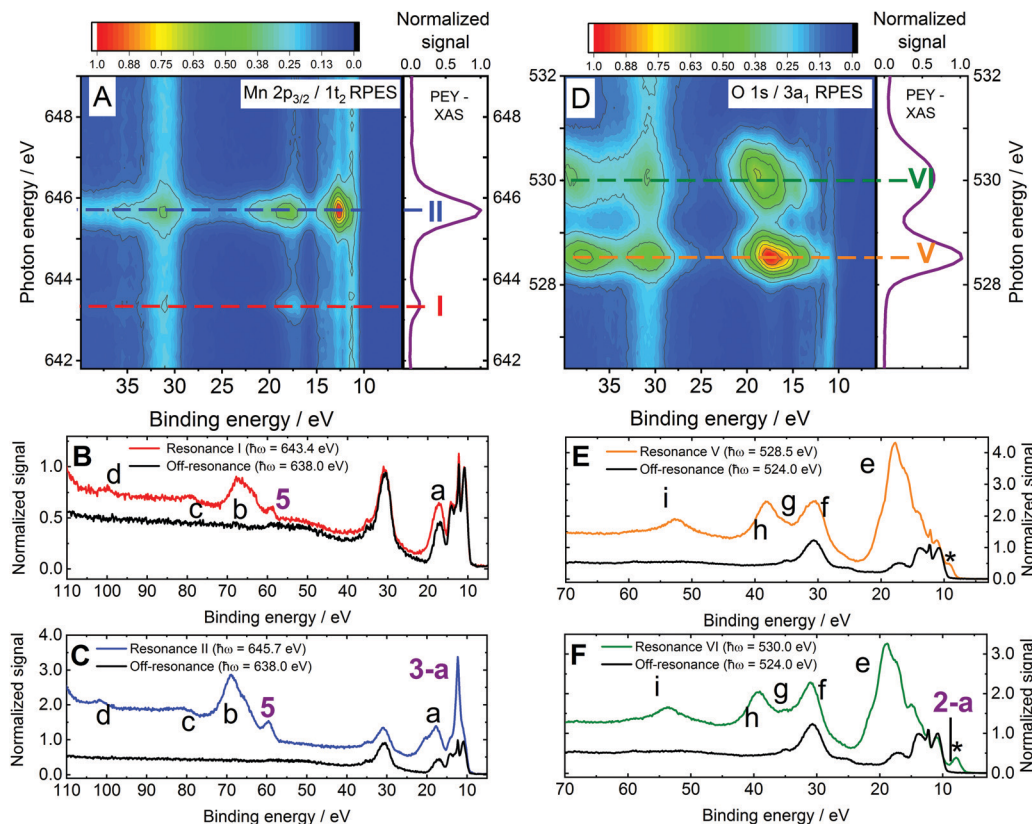 Normalized
signal
1.0 0.88 0.75 0.63 0.50 0.38 0.25 0.13 0.0
0.0 0.5 1.0
A
Mn 2p3/2 / 1t2 RPES
PEY -
XAS
Photon energy / eV
648
646
644
642
II
I
648
646
644
642
35 30 25 20 15 10
Binding energy / eV
Normalized
signal
1.0 0.88 0.75 0.63 0.50 0.38 0.25 0.13 0.0
0.0 0.5 1.0
D
O 1s / 3a1 RPES
PEY -
XAS
532
530
528
VI
V
532
530
528
Photon energy / eV
35 30 25 20 15 10
Binding energy / eV
B
Resonance I (ħω = 643.4 eV)
Off-resonance (ħω = 638.0 eV)
Normalized signal
1.0
0.5
0.0
d
c
b
5
a
110 100 90 80 70 60 50 40 30 20 10
Binding energy / eV
C
Resonance II (ħω = 645.7 eV)
Off-resonance (ħω = 638.0 eV)
Normalized signal
4.0
3.0
2.0
1.0
0.0
d
c
b
5
3-a
a
110 100 90 80 70 60 50 40 30 20 10
Binding energy / eV
E
Resonance V (ħω = 528.5 eV)
Off-resonance (ħω = 524.0 eV)
i
h
g
f
e
*
4.0
3.0
2.0
1.0
0.0
Normalized signal
70 60 50 40 30 20 10
Binding energy / eV
F
Resonance VI (ħω = 530.0 eV)
Off-resonance (ħω = 524.0 eV)
i
h
g
f
e
2-a
*
3.0
2.0
1.0
0.0
Normalized signal
70 60 50 40 30 20 10
Binding energy / eV